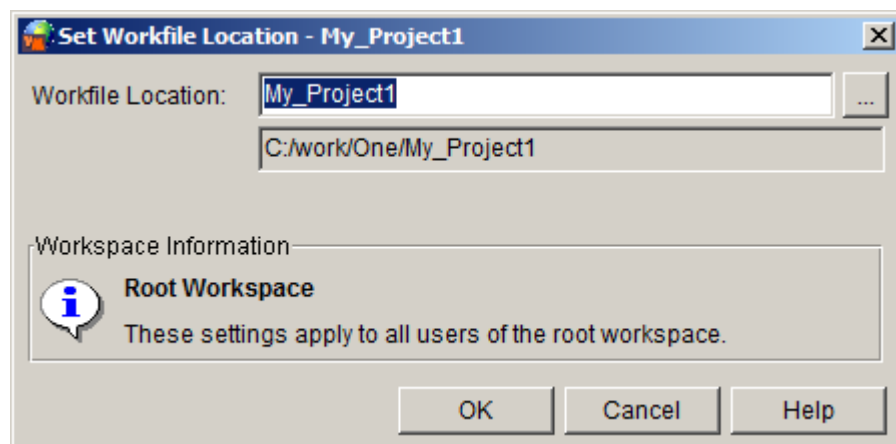 Set Workfile Location - My_Project1
Workfile Location: My_Project1 ...
C:/work/One/My_Project1
Workspace Information
Root Workspace
These settings apply to all users of the root workspace.
OK Cancel Help